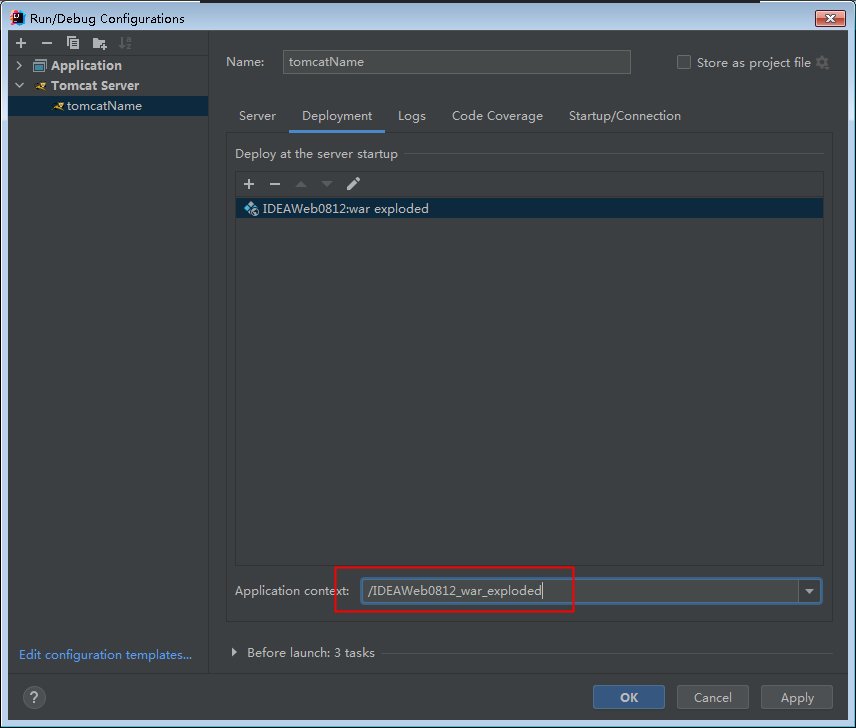 Run/Debug Configurations
Application
Tomcat Server
tomcatName
Edit configuration templates...
Name: tomcatName Store as project file
Server Deployment Logs Code Coverage Startup/Connection
Deploy at the server startup
IDEAWeb0812:war exploded
Application context: /IDEAWeb0812_war_exploded
Before launch: 3 tasks
? OK Cancel Apply